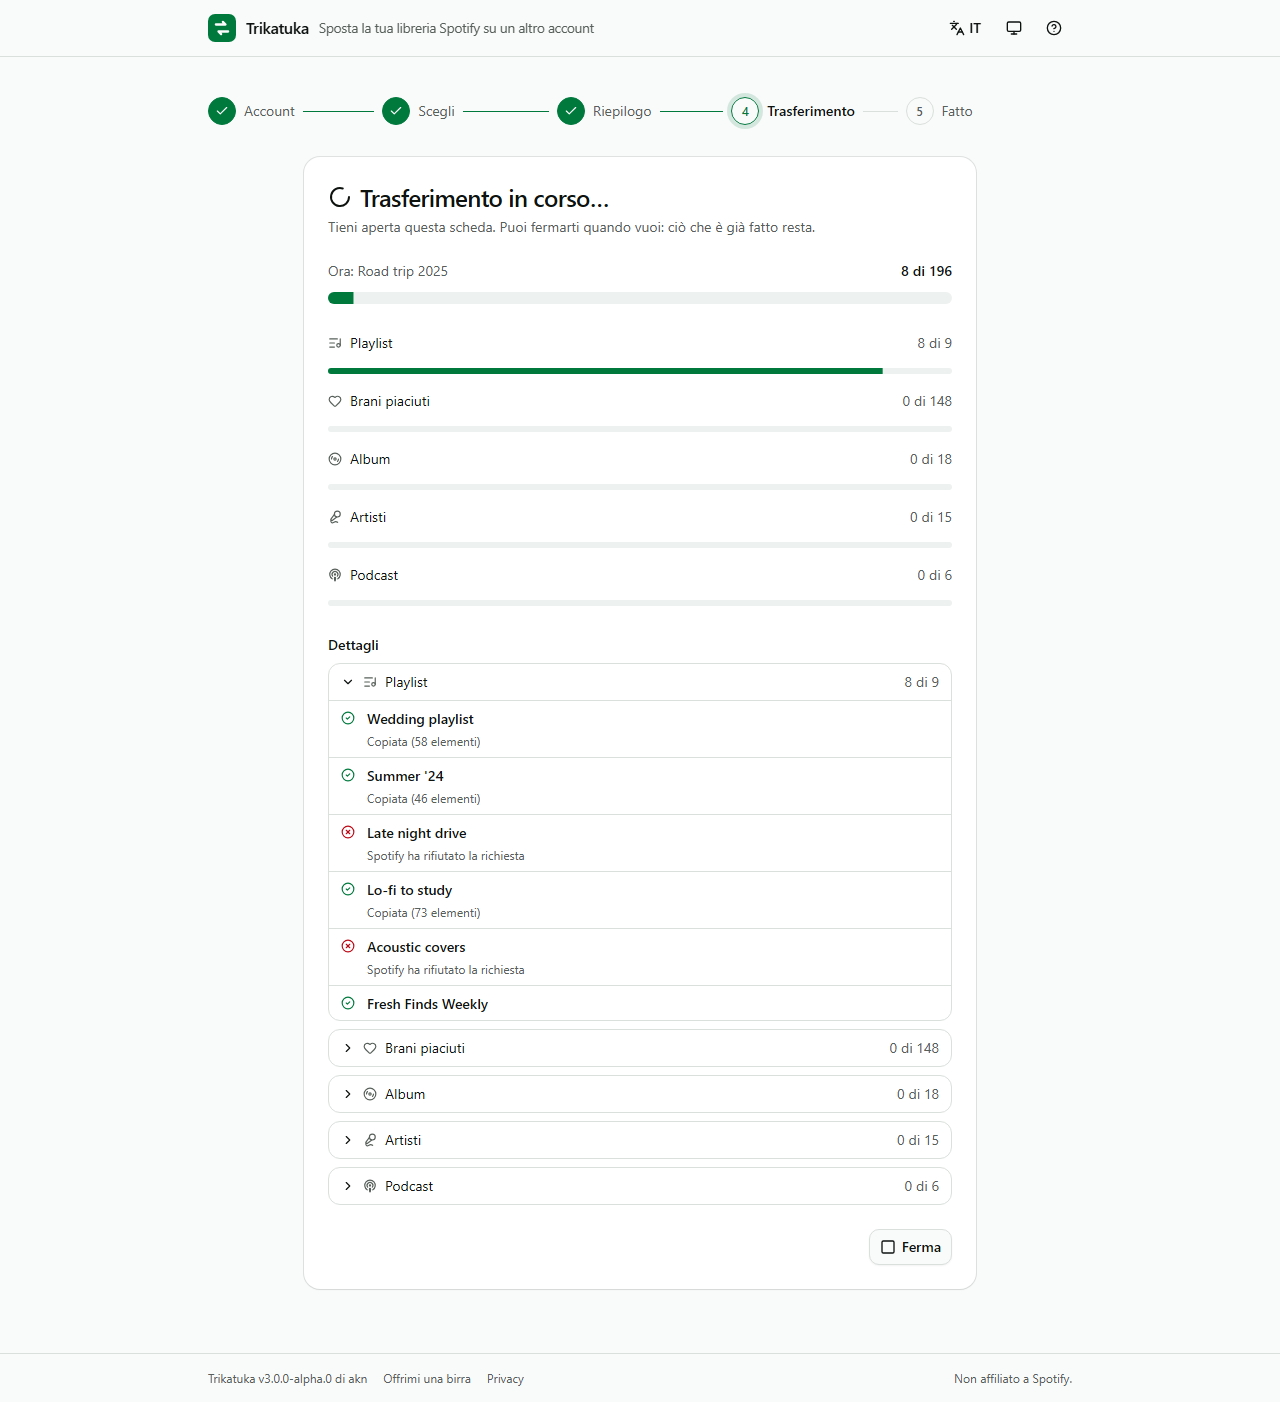 Trikatuka Sposta la tua libreria Spotify su un altro account IT
Account Scegli Riepilogo 4 Trasferimento 5 Fatto
Trasferimento in corso...
Tieni aperta questa scheda. Puoi fermarti quando vuoi: ciò che è già fatto resta.
Ora: Road trip 2025 8 di 196
Playlist 8 di 9
Brani piaciuti 0 di 148
Album 0 di 18
Artisti 0 di 15
Podcast 0 di 6
Dettagli
Playlist 8 di 9
Wedding playlist
Copiata (58 elementi)
Summer '24
Copiata (46 elementi)
Late night drive
Spotify ha rifiutato la richiesta
Lo-fi to study
Copiata (73 elementi)
Acoustic covers
Spotify ha rifiutato la richiesta
Fresh Finds Weekly
Brani piaciuti 0 di 148
Album 0 di 18
Artisti 0 di 15
Podcast 0 di 6
Ferma
Trikatuka v3.0.0-alpha.0 di akn Offrimi una birra Privacy Non affiliato a Spotify.